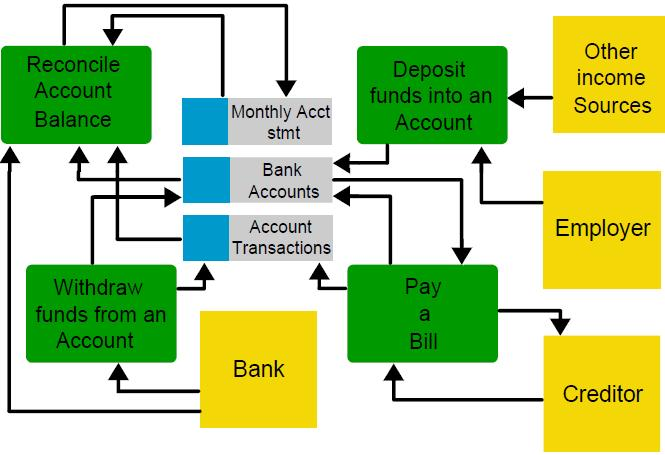 Reconcile
Account
Balance
Monthly Acct
stmt
Deposit
funds into an
Account
Other
income
Sources
Bank
Accounts
Account
Transactions
Employer
Withdraw
funds from an
Account
Pay
a
Bill
Bank
Creditor